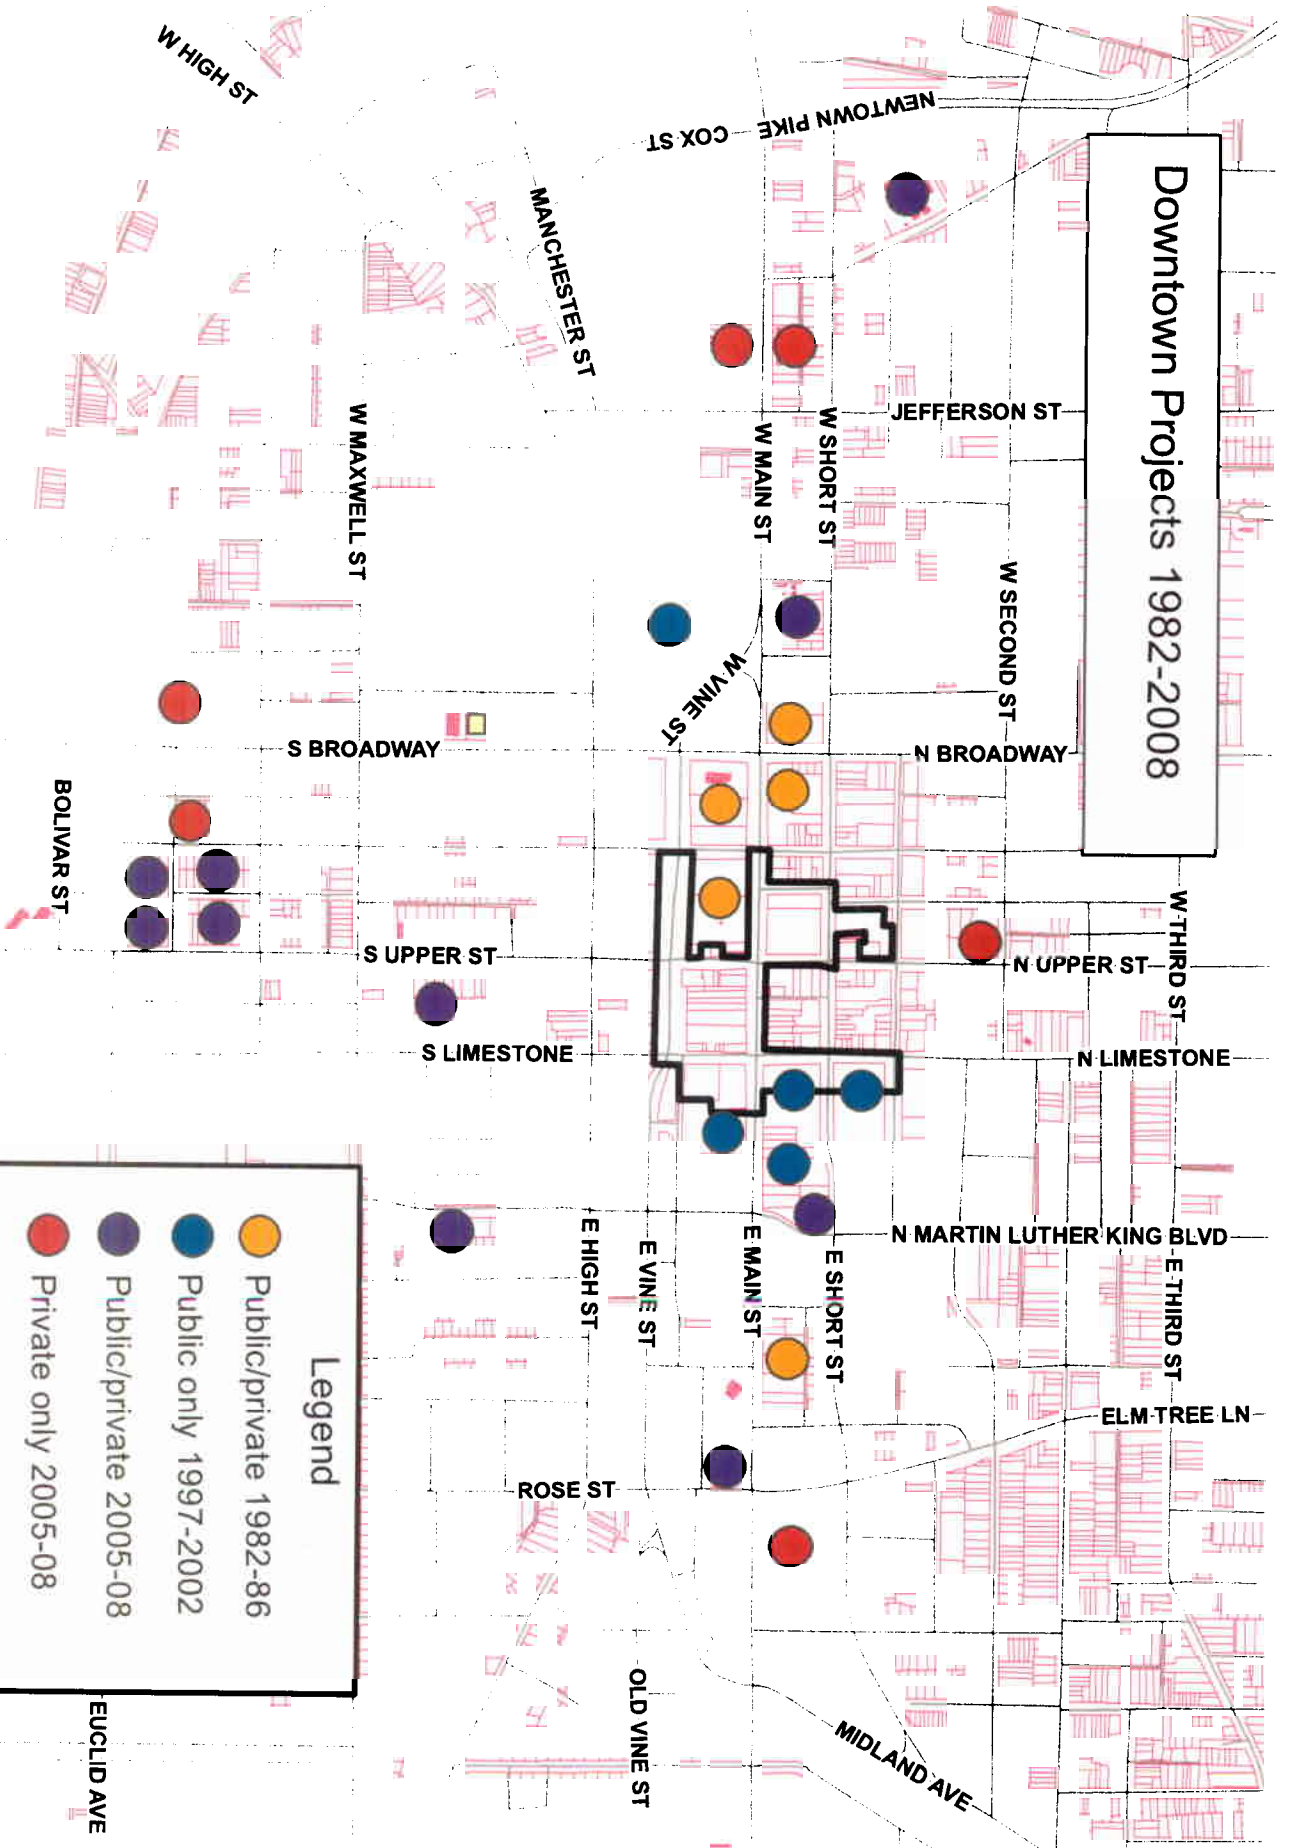 Downtown Projects 1982-2008
W HIGH ST
NEWTOWN PIKE
COX ST
MANCHESTER ST
JEFFERSON ST
W MAXWELL ST
W MAIN ST
W SHORT ST
W SECOND ST
W VINE ST
S BROADWAY
N BROADWAY
BOLIVAR ST
W THIRD ST
S UPPER ST
N UPPER ST
S LIMESTONE
N LIMESTONE
N MARTIN LUTHER KING BLVD
E HIGH ST
E VINE ST
E MAIN ST
E SHORT ST
E THIRD ST
ELM TREE LN
ROSE ST
OLD VINE ST
MIDLAND AVE
EUCLID AVE
Legend
Public/private 1982-86
Public only 1997-2002
Public/private 2005-08
Private only 2005-08